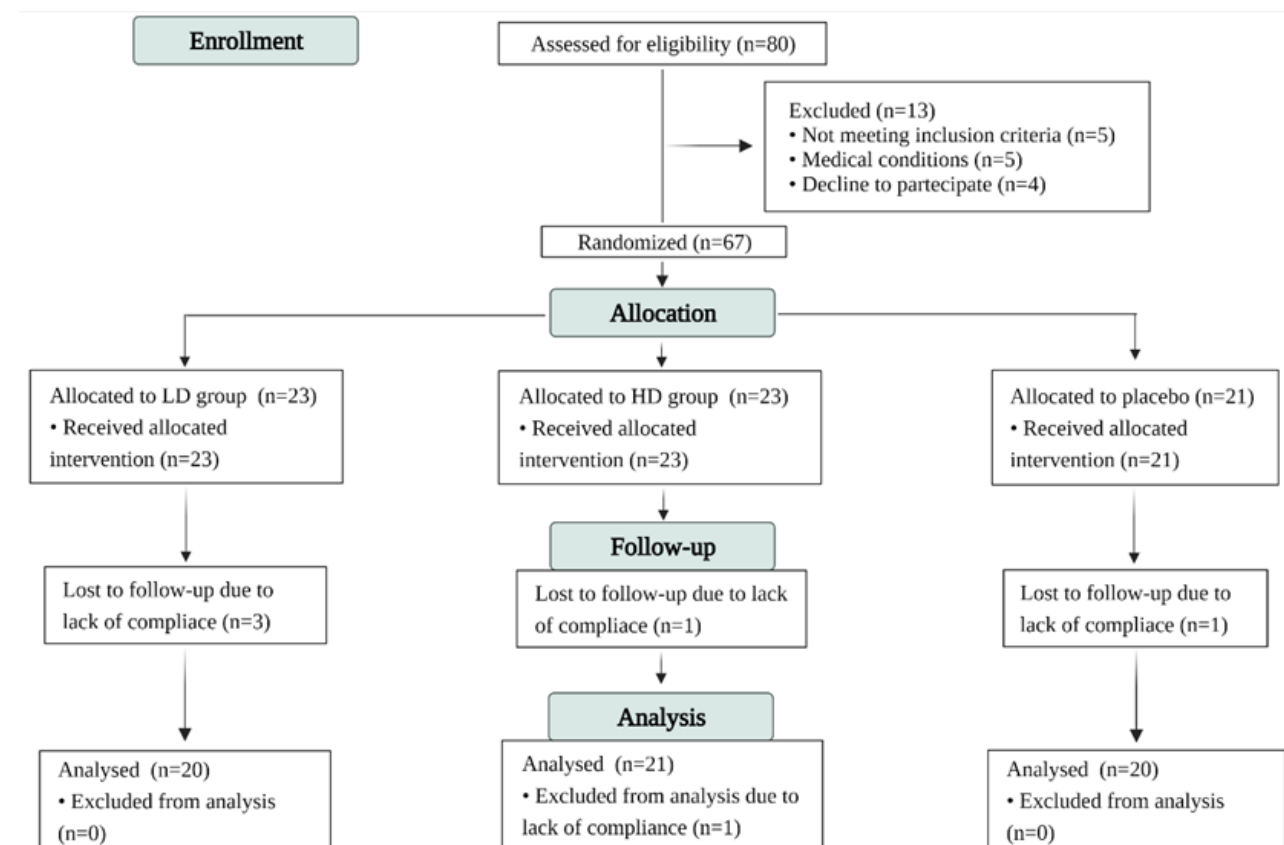 Enrollment
Assessed for eligibility (n=80)
Excluded (n=13)
• Not meeting inclusion criteria (n=5)
• Medical conditions (n=5)
• Decline to partecipate (n=4)
Randomized (n=67)
Allocation
Allocated to LD group (n=23)
• Received allocated
intervention (n=23)
Allocated to HD group (n=23)
• Received allocated
intervention (n=23)
Allocated to placebo (n=21)
• Received allocated
intervention (n=21)
Follow-up
Lost to follow-up due to
lack of compliace (n=3)
Lost to follow-up due to lack
of compliace (n=1)
Lost to follow-up due to
lack of compliace (n=1)
Analysis
Analysed (n=20)
• Excluded from analysis
(n=0)
Analysed (n=21)
• Excluded from analysis due to
lack of compliance (n=1)
Analysed (n=20)
• Excluded from analysis
(n=0)